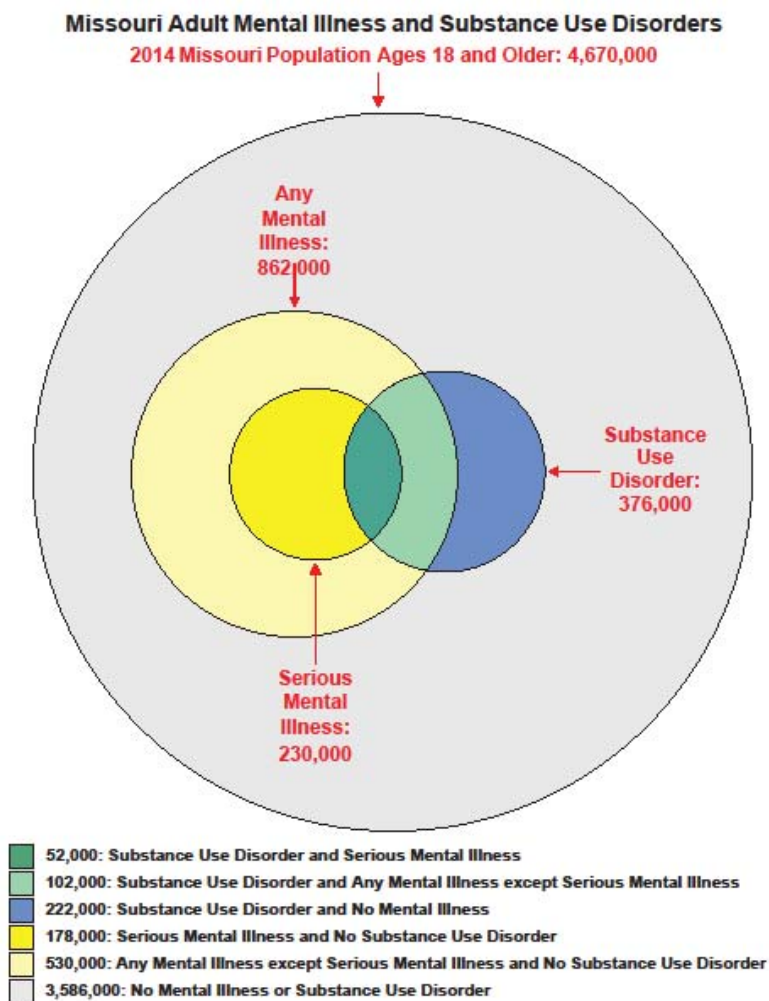 Missouri Adult Mental Illness and Substance Use Disorders
2014 Missouri Population Ages 18 and Older: 4,670,000
Any
Mental
Illness:
862,000
Substance
Use
Disorder:
376,000
Serious
Mental
Illness:
230,000
52,000: Substance Use Disorder and Serious Mental Illness
102,000: Substance Use Disorder and Any Mental Illness except Serious Mental Illness
222,000: Substance Use Disorder and No Mental Illness
178,000: Serious Mental Illness and No Substance Use Disorder
530,000: Any Mental Illness except Serious Mental Illness and No Substance Use Disorder
3,586,000: No Mental Illness or Substance Use Disorder